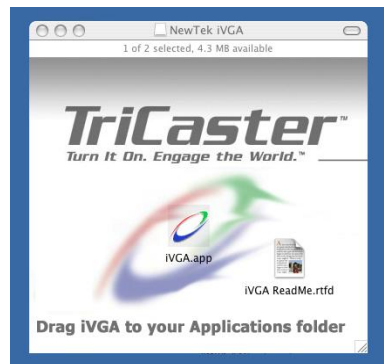 NewTek iVGA
1 of 2 selected, 4.3 MB available
TriCaster™
Turn It On. Engage the World.™
iVGA.app
iVGA ReadMe.rtfd
Drag iVGA to your Applications folder